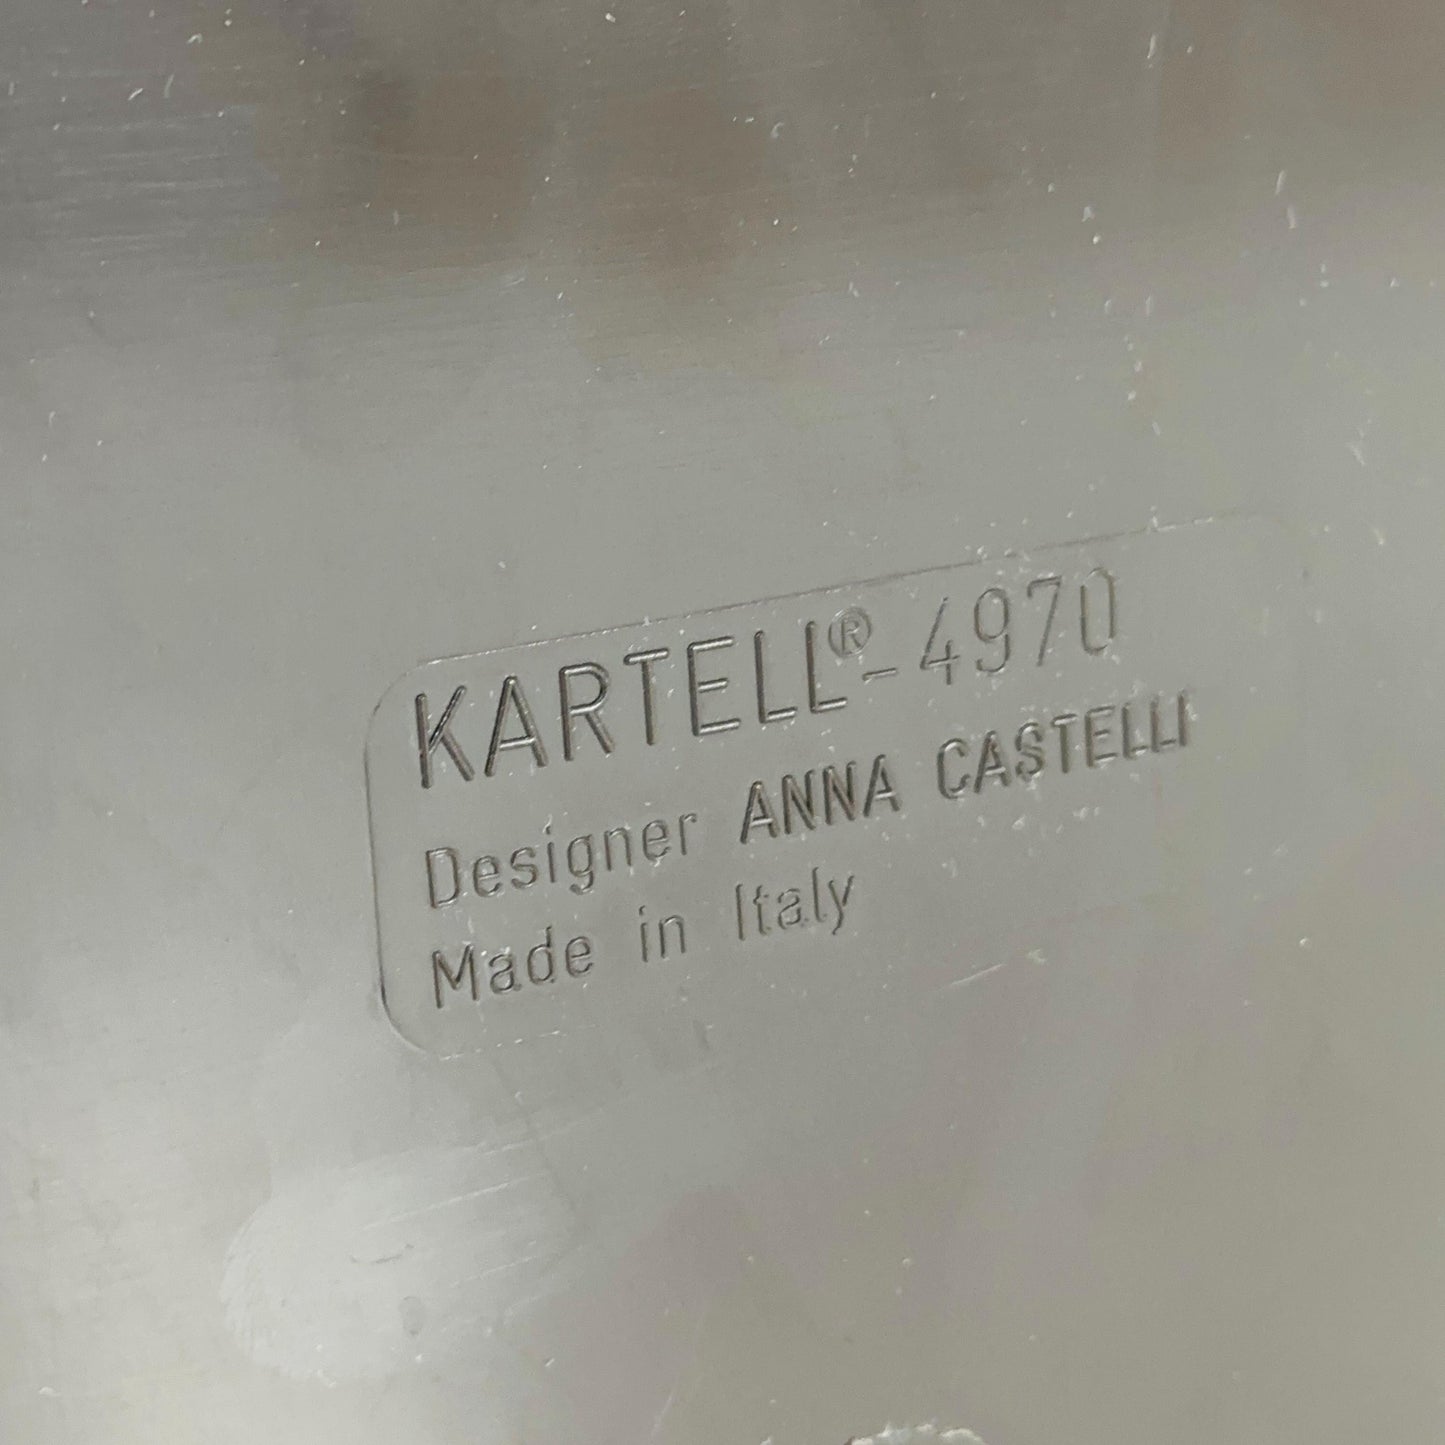 KARTELL®-4970
Designer ANNA CASTELLI
Made in Italy